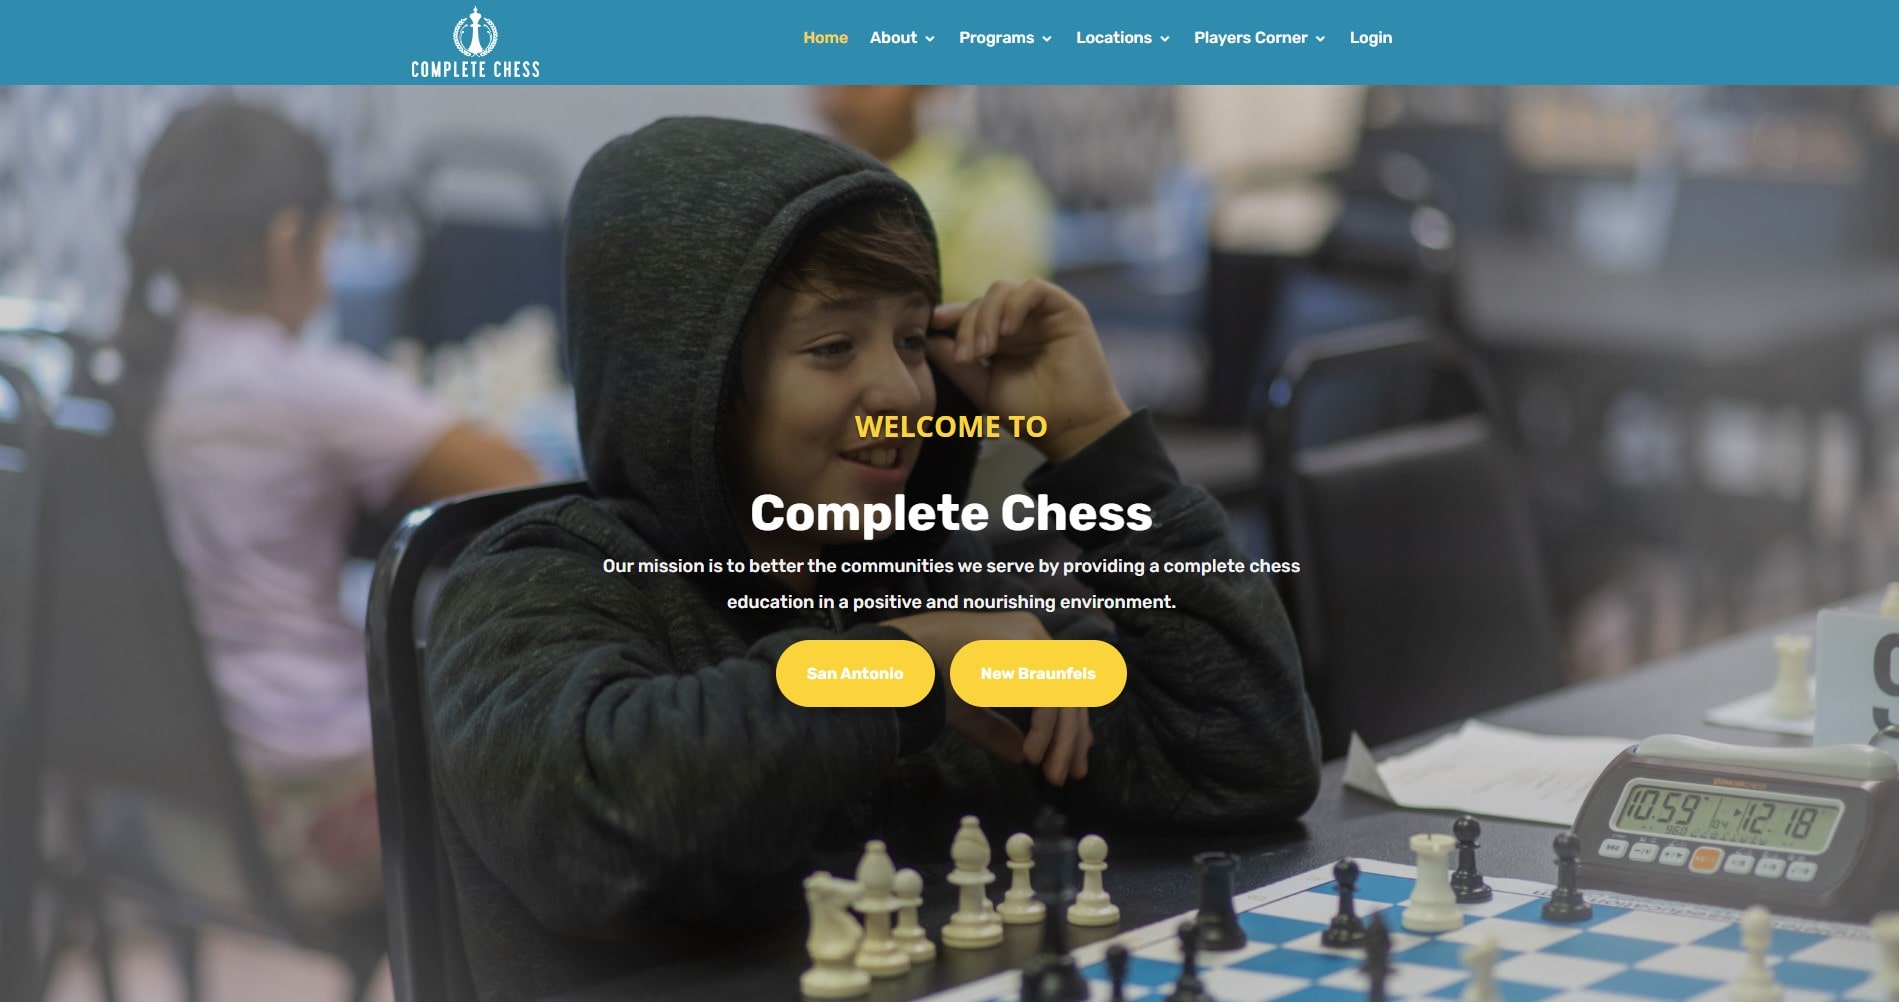 COMPLETE CHESS
Home About Programs Locations Players Corner Login
WELCOME TO
Complete Chess
Our mission is to better the communities we serve by providing a complete chess
education in a positive and nourishing environment.
San Antonio New Braunfels
10.59 12.18
960